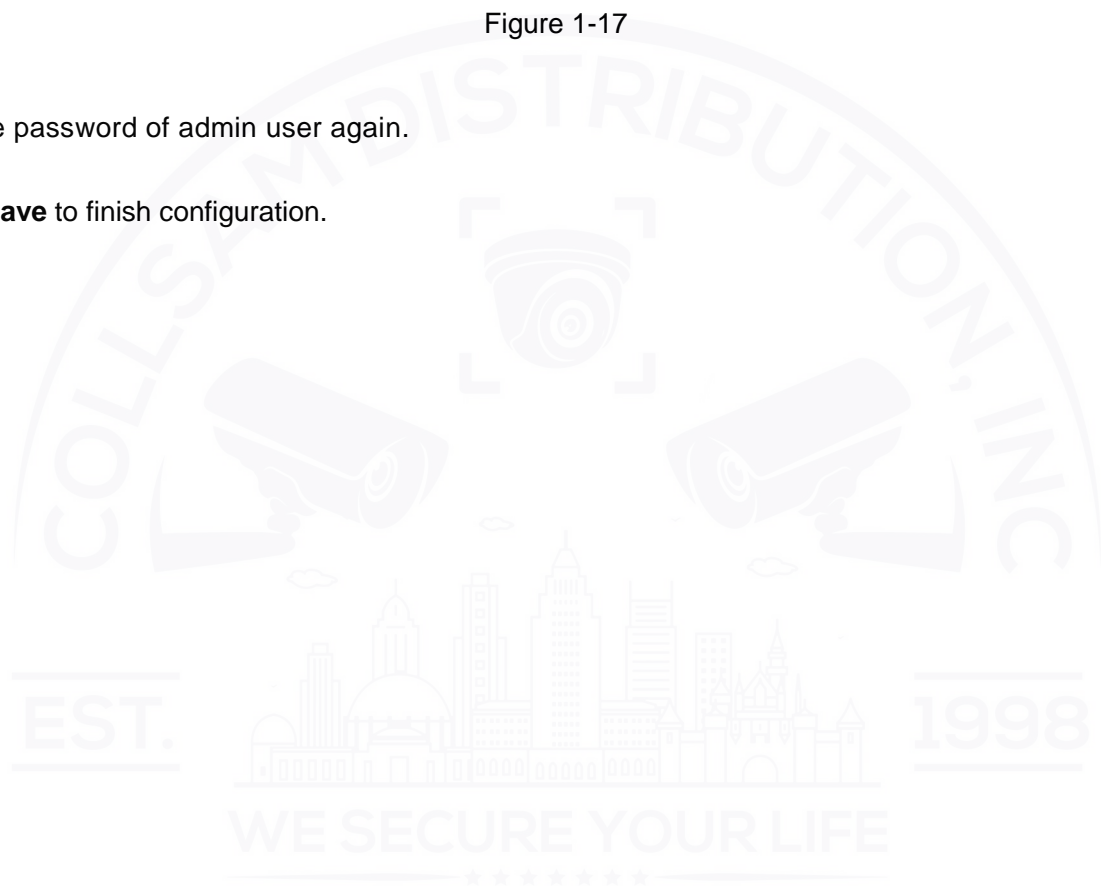 Figure 1-17
e password of admin user again.
ave to finish configuration.
COLLSAM DISTRIBUTION, INC
EST.
1998
WE SECURE YOUR LIFE